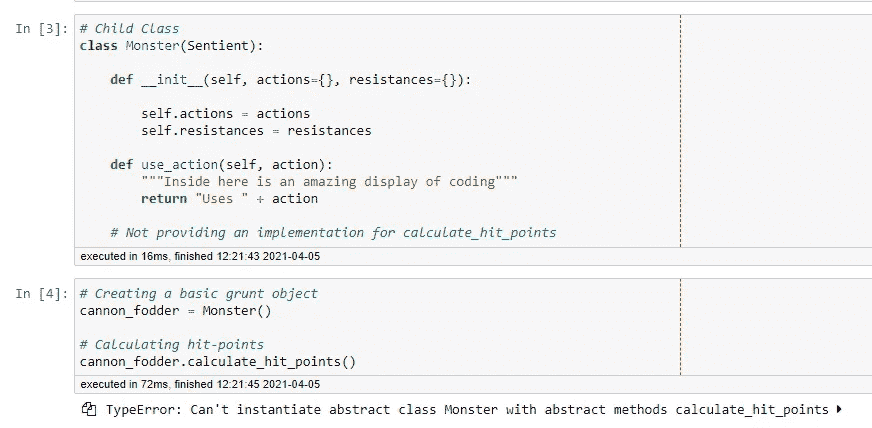 In [3]: # Child Class
class Monster(Sentient):
def __init__(self, actions={}, resistances={}):
self.actions = actions
self.resistances = resistances
def use_action(self, action):
"""Inside here is an amazing display of coding"""
return "Uses " + action
# Not providing an implementation for calculate_hit_points
executed in 16ms, finished 12:21:43 2021-04-05
In [4]: # Creating a basic grunt object
cannon_fodder = Monster()
# Calculating hit-points
cannon_fodder.calculate_hit_points()
executed in 72ms, finished 12:21:45 2021-04-05
TypeError: Can't instantiate abstract class Monster with abstract methods calculate_hit_points